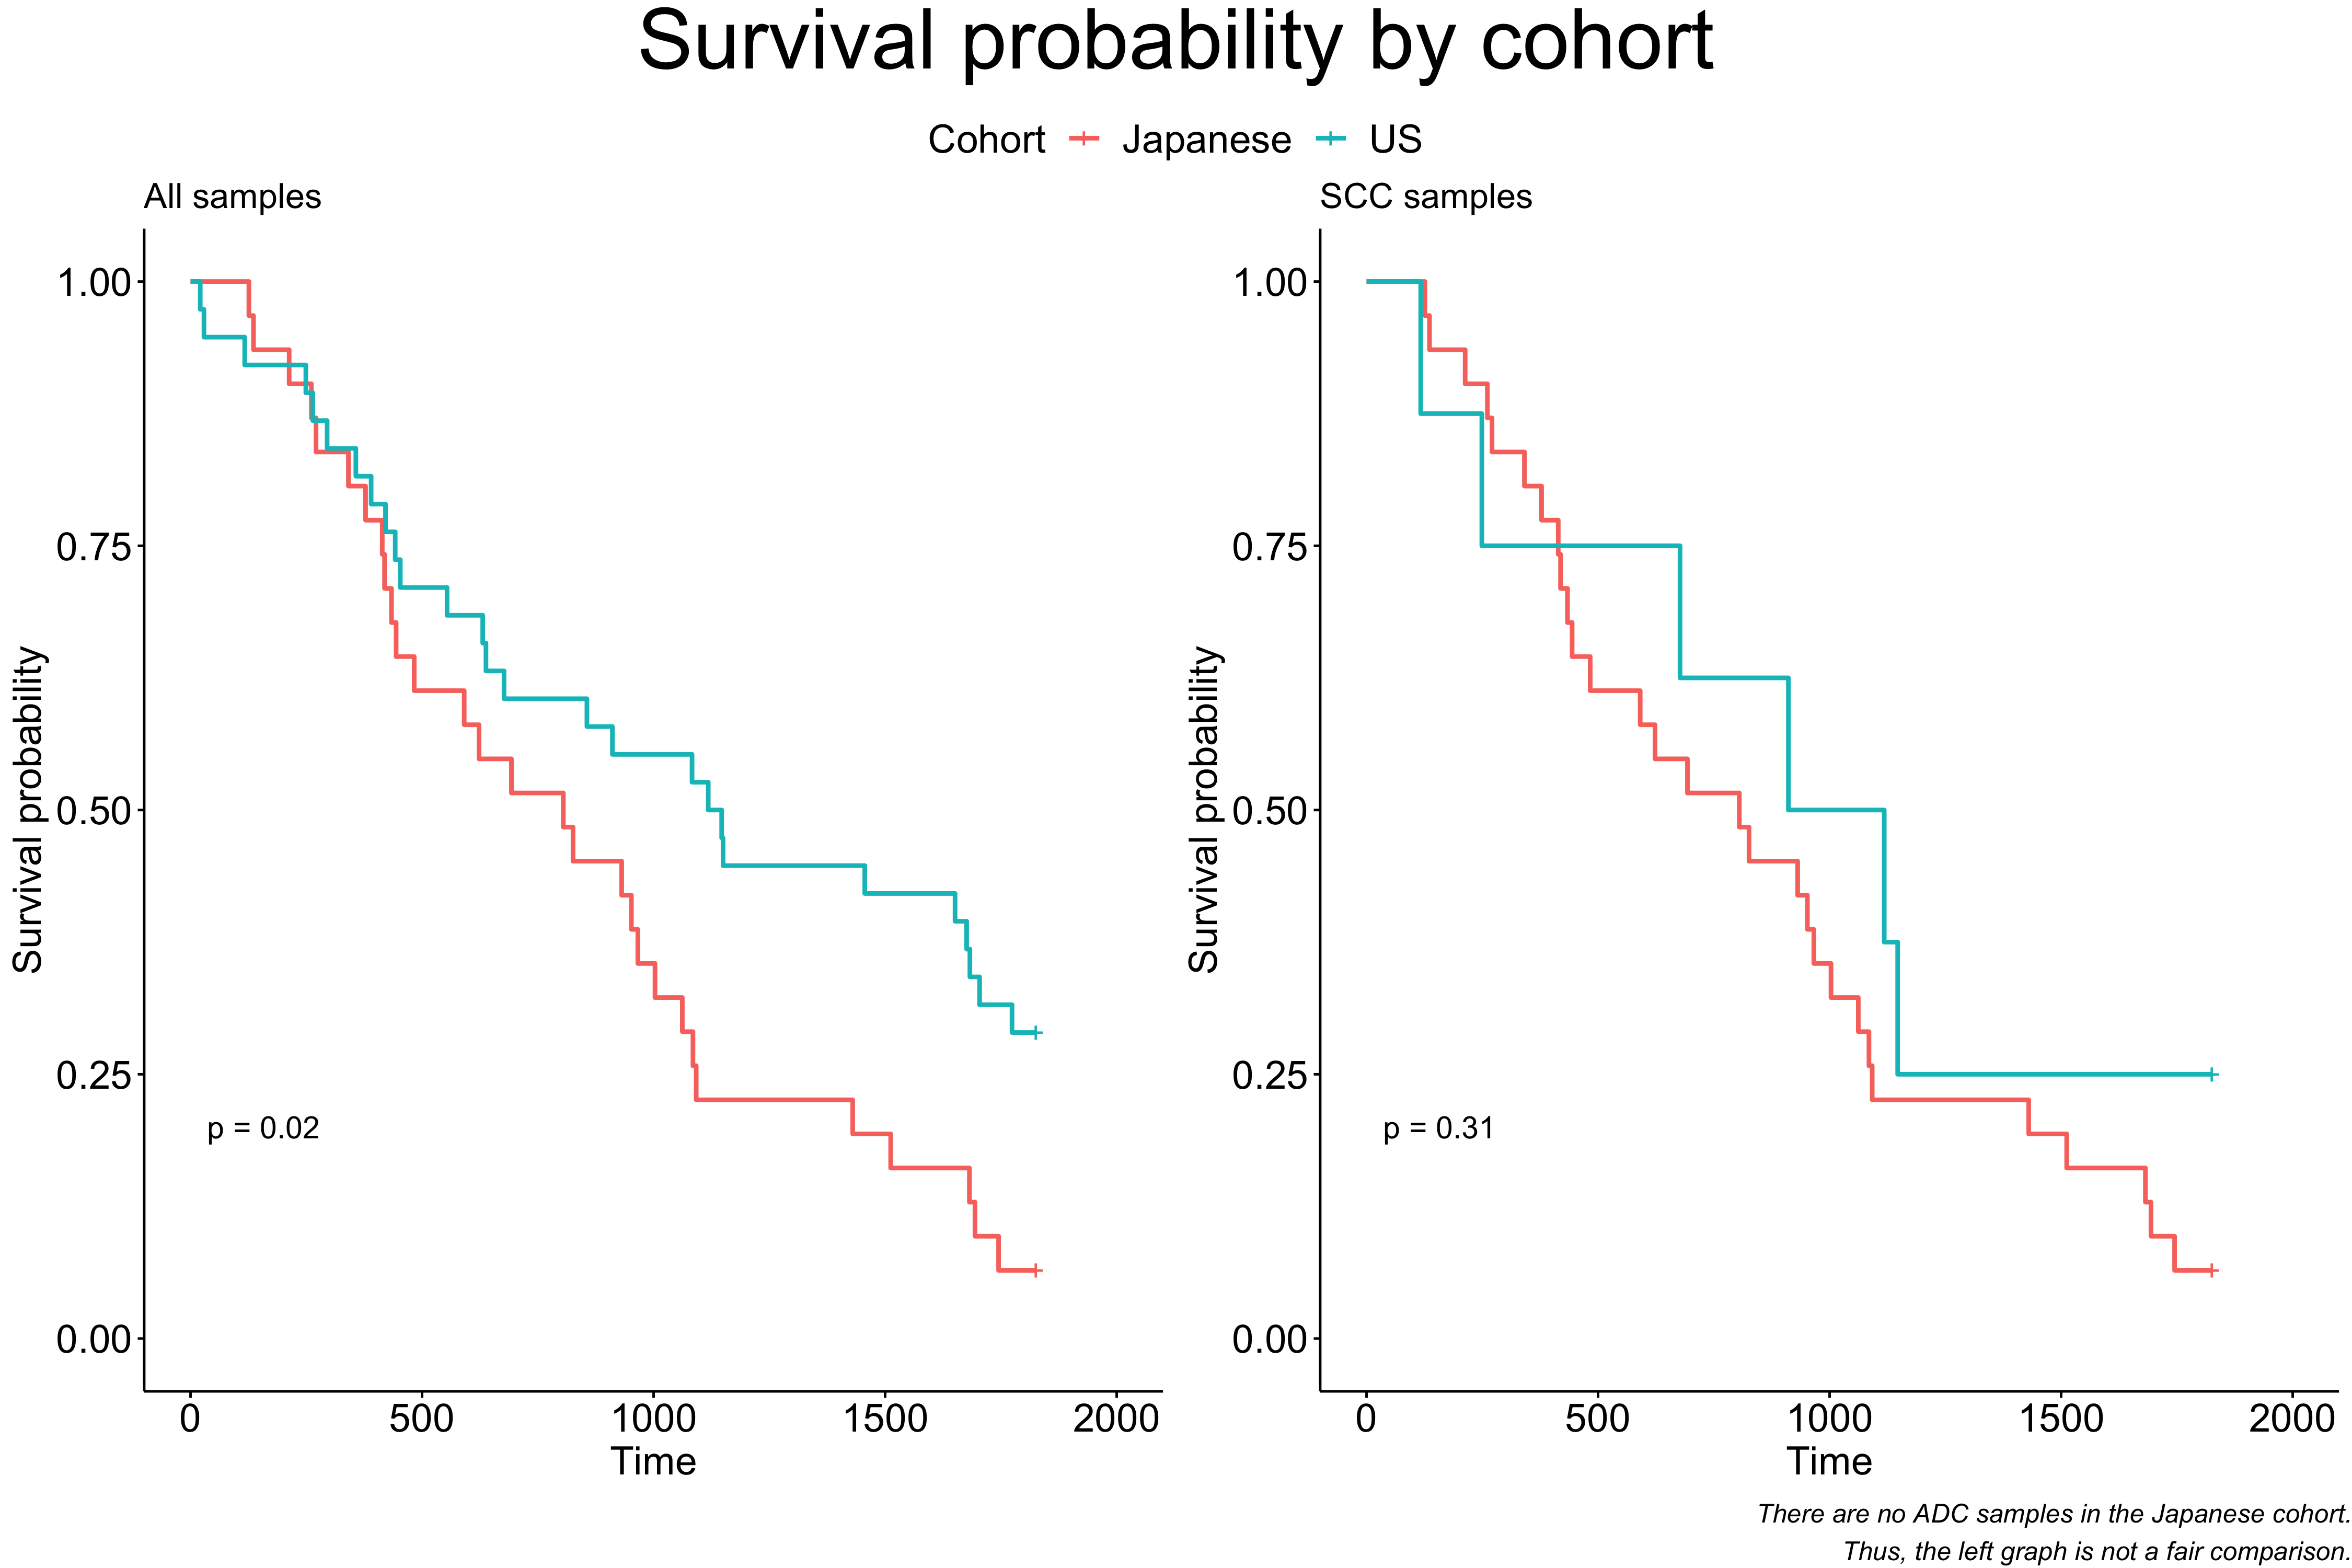 Survival probability by cohort
Cohort Japanese US
All samples
SCC samples
Survival probability
1.00
0.75
0.50
0.25
0.00
p = 0.02
0 500 1000 1500 2000
Time
Survival probability
1.00
0.75
0.50
0.25
0.00
p = 0.31
0 500 1000 1500 2000
Time
There are no ADC samples in the Japanese cohort.
Thus, the left graph is not a fair comparison.